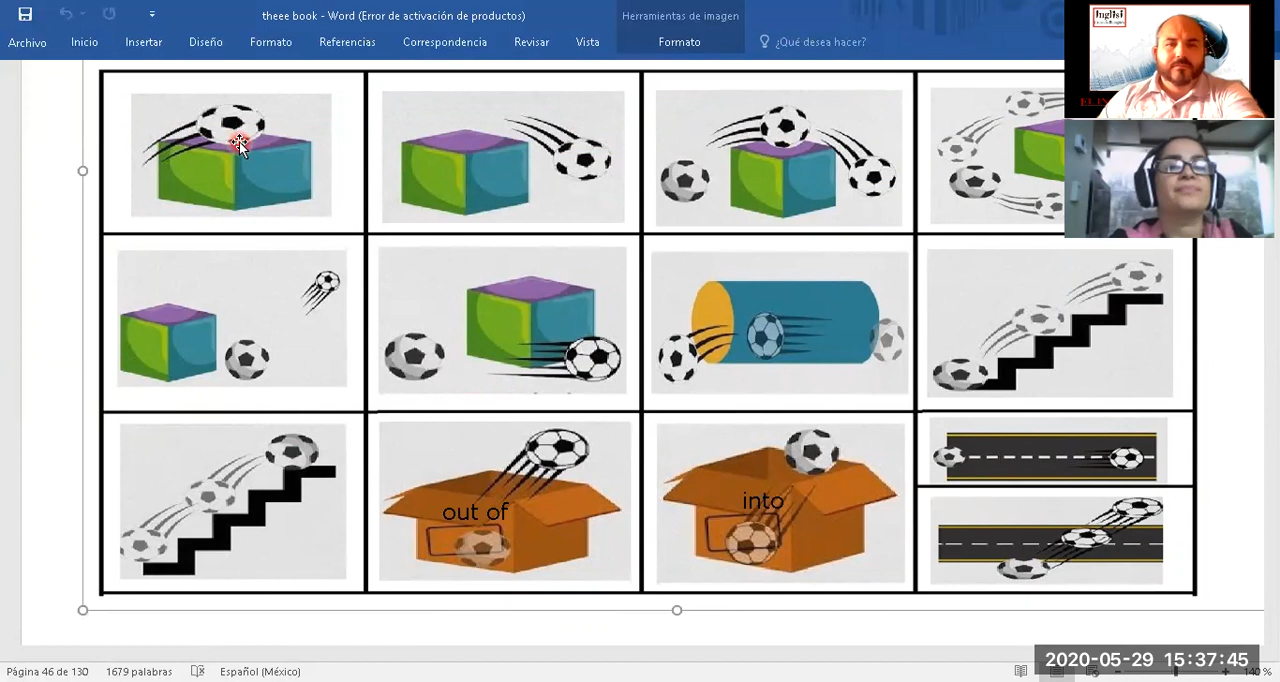 theee book - Word (Error de activación de productos)
Herramientas de imagen
Archivo
Inicio
Insertar
Diseño
Formato
Referencias
Correspondencia
Revisar
Vista
Formato
¿Qué desea hacer?
Inglisi
out of
into
Página 46 de 130
1679 palabras
Español (México)
140 %
2020-05-29 15:37:45